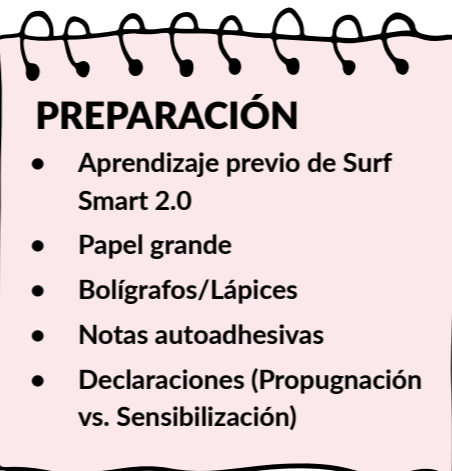 PREPARACIÓN
• Aprendizaje previo de Surf
Smart 2.0
• Papel grande
• Bolígrafos/Lápices
• Notas autoadhesivas
• Declaraciones (Propugnación
vs. Sensibilización)